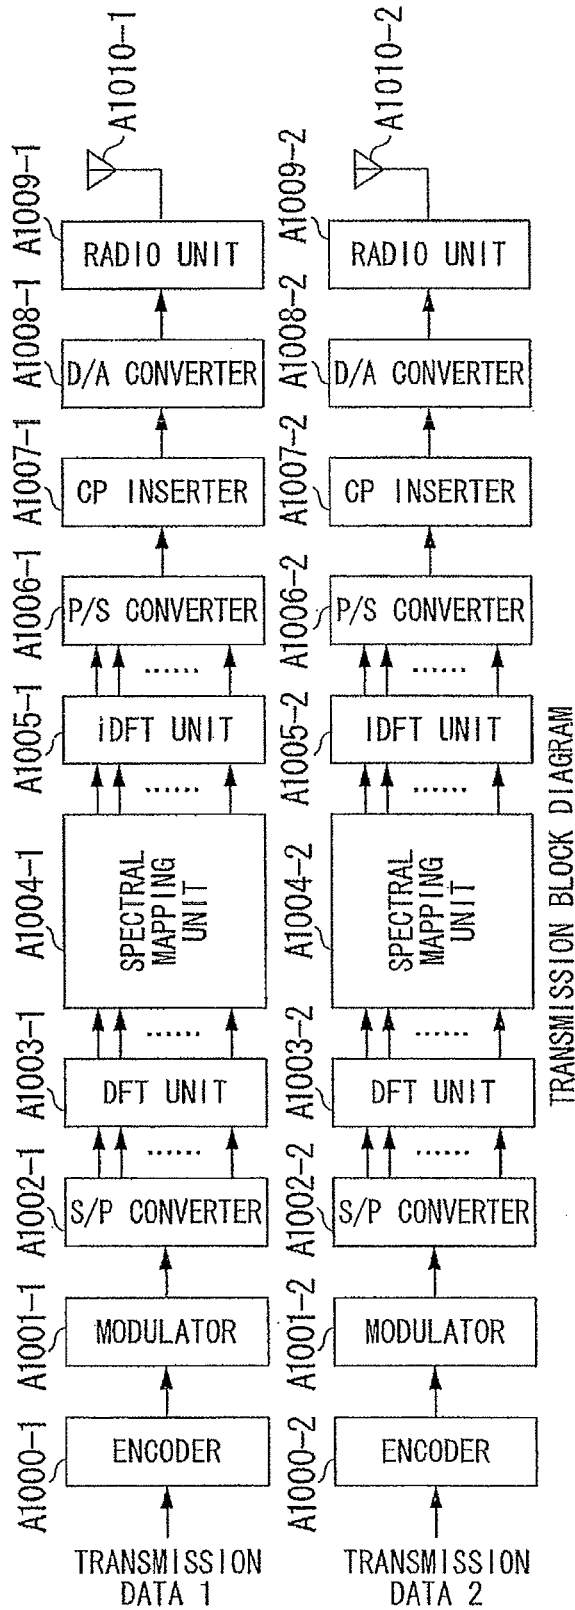 A1010-1
A1009-1
RADIO UNIT
A1008-1
D/A CONVERTER
A1007-1
CP INSERTER
A1006-1
P/S CONVERTER
A1005-1
iDFT UNIT
A1004-1
SPECTRAL
MAPPING
UNIT
A1003-1
DFT UNIT
A1002-1
S/P CONVERTER
A1001-1
MODULATOR
A1000-1
ENCODER
TRANSMISSION
DATA 1
A1010-2
A1009-2
RADIO UNIT
A1008-2
D/A CONVERTER
A1007-2
CP INSERTER
A1006-2
P/S CONVERTER
A1005-2
IDFT UNIT
A1004-2
SPECTRAL
MAPPING
UNIT
A1003-2
DFT UNIT
A1002-2
S/P CONVERTER
A1001-2
MODULATOR
A1000-2
ENCODER
TRANSMISSION
DATA 2
TRANSMISSION BLOCK DIAGRAM